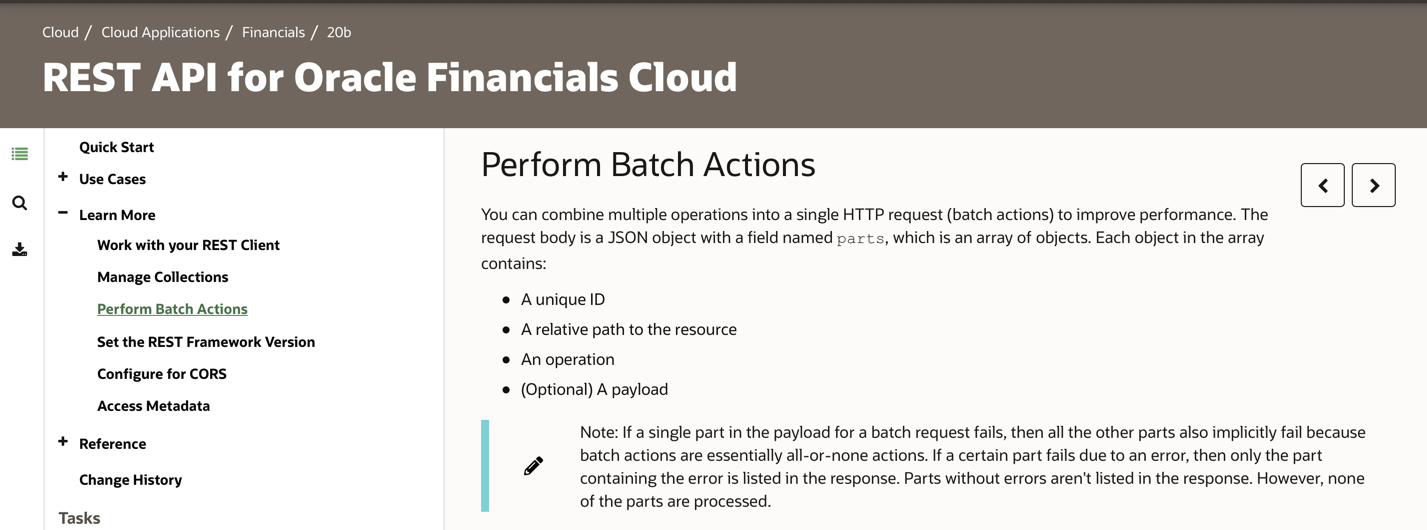 Cloud / Cloud Applications / Financials / 20b
REST API for Oracle Financials Cloud
Quick Start
+ Use Cases
− Learn More
Work with your REST Client
Manage Collections
Perform Batch Actions
Set the REST Framework Version
Configure for CORS
Access Metadata
+ Reference
Change History
Tasks
Perform Batch Actions
You can combine multiple operations into a single HTTP request (batch actions) to improve performance. The
request body is a JSON object with a field named parts, which is an array of objects. Each object in the array
contains:
• A unique ID
• A relative path to the resource
• An operation
• (Optional) A payload
Note: If a single part in the payload for a batch request fails, then all the other parts also implicitly fail because
batch actions are essentially all-or-none actions. If a certain part fails due to an error, then only the part
containing the error is listed in the response. Parts without errors aren't listed in the response. However, none
of the parts are processed.